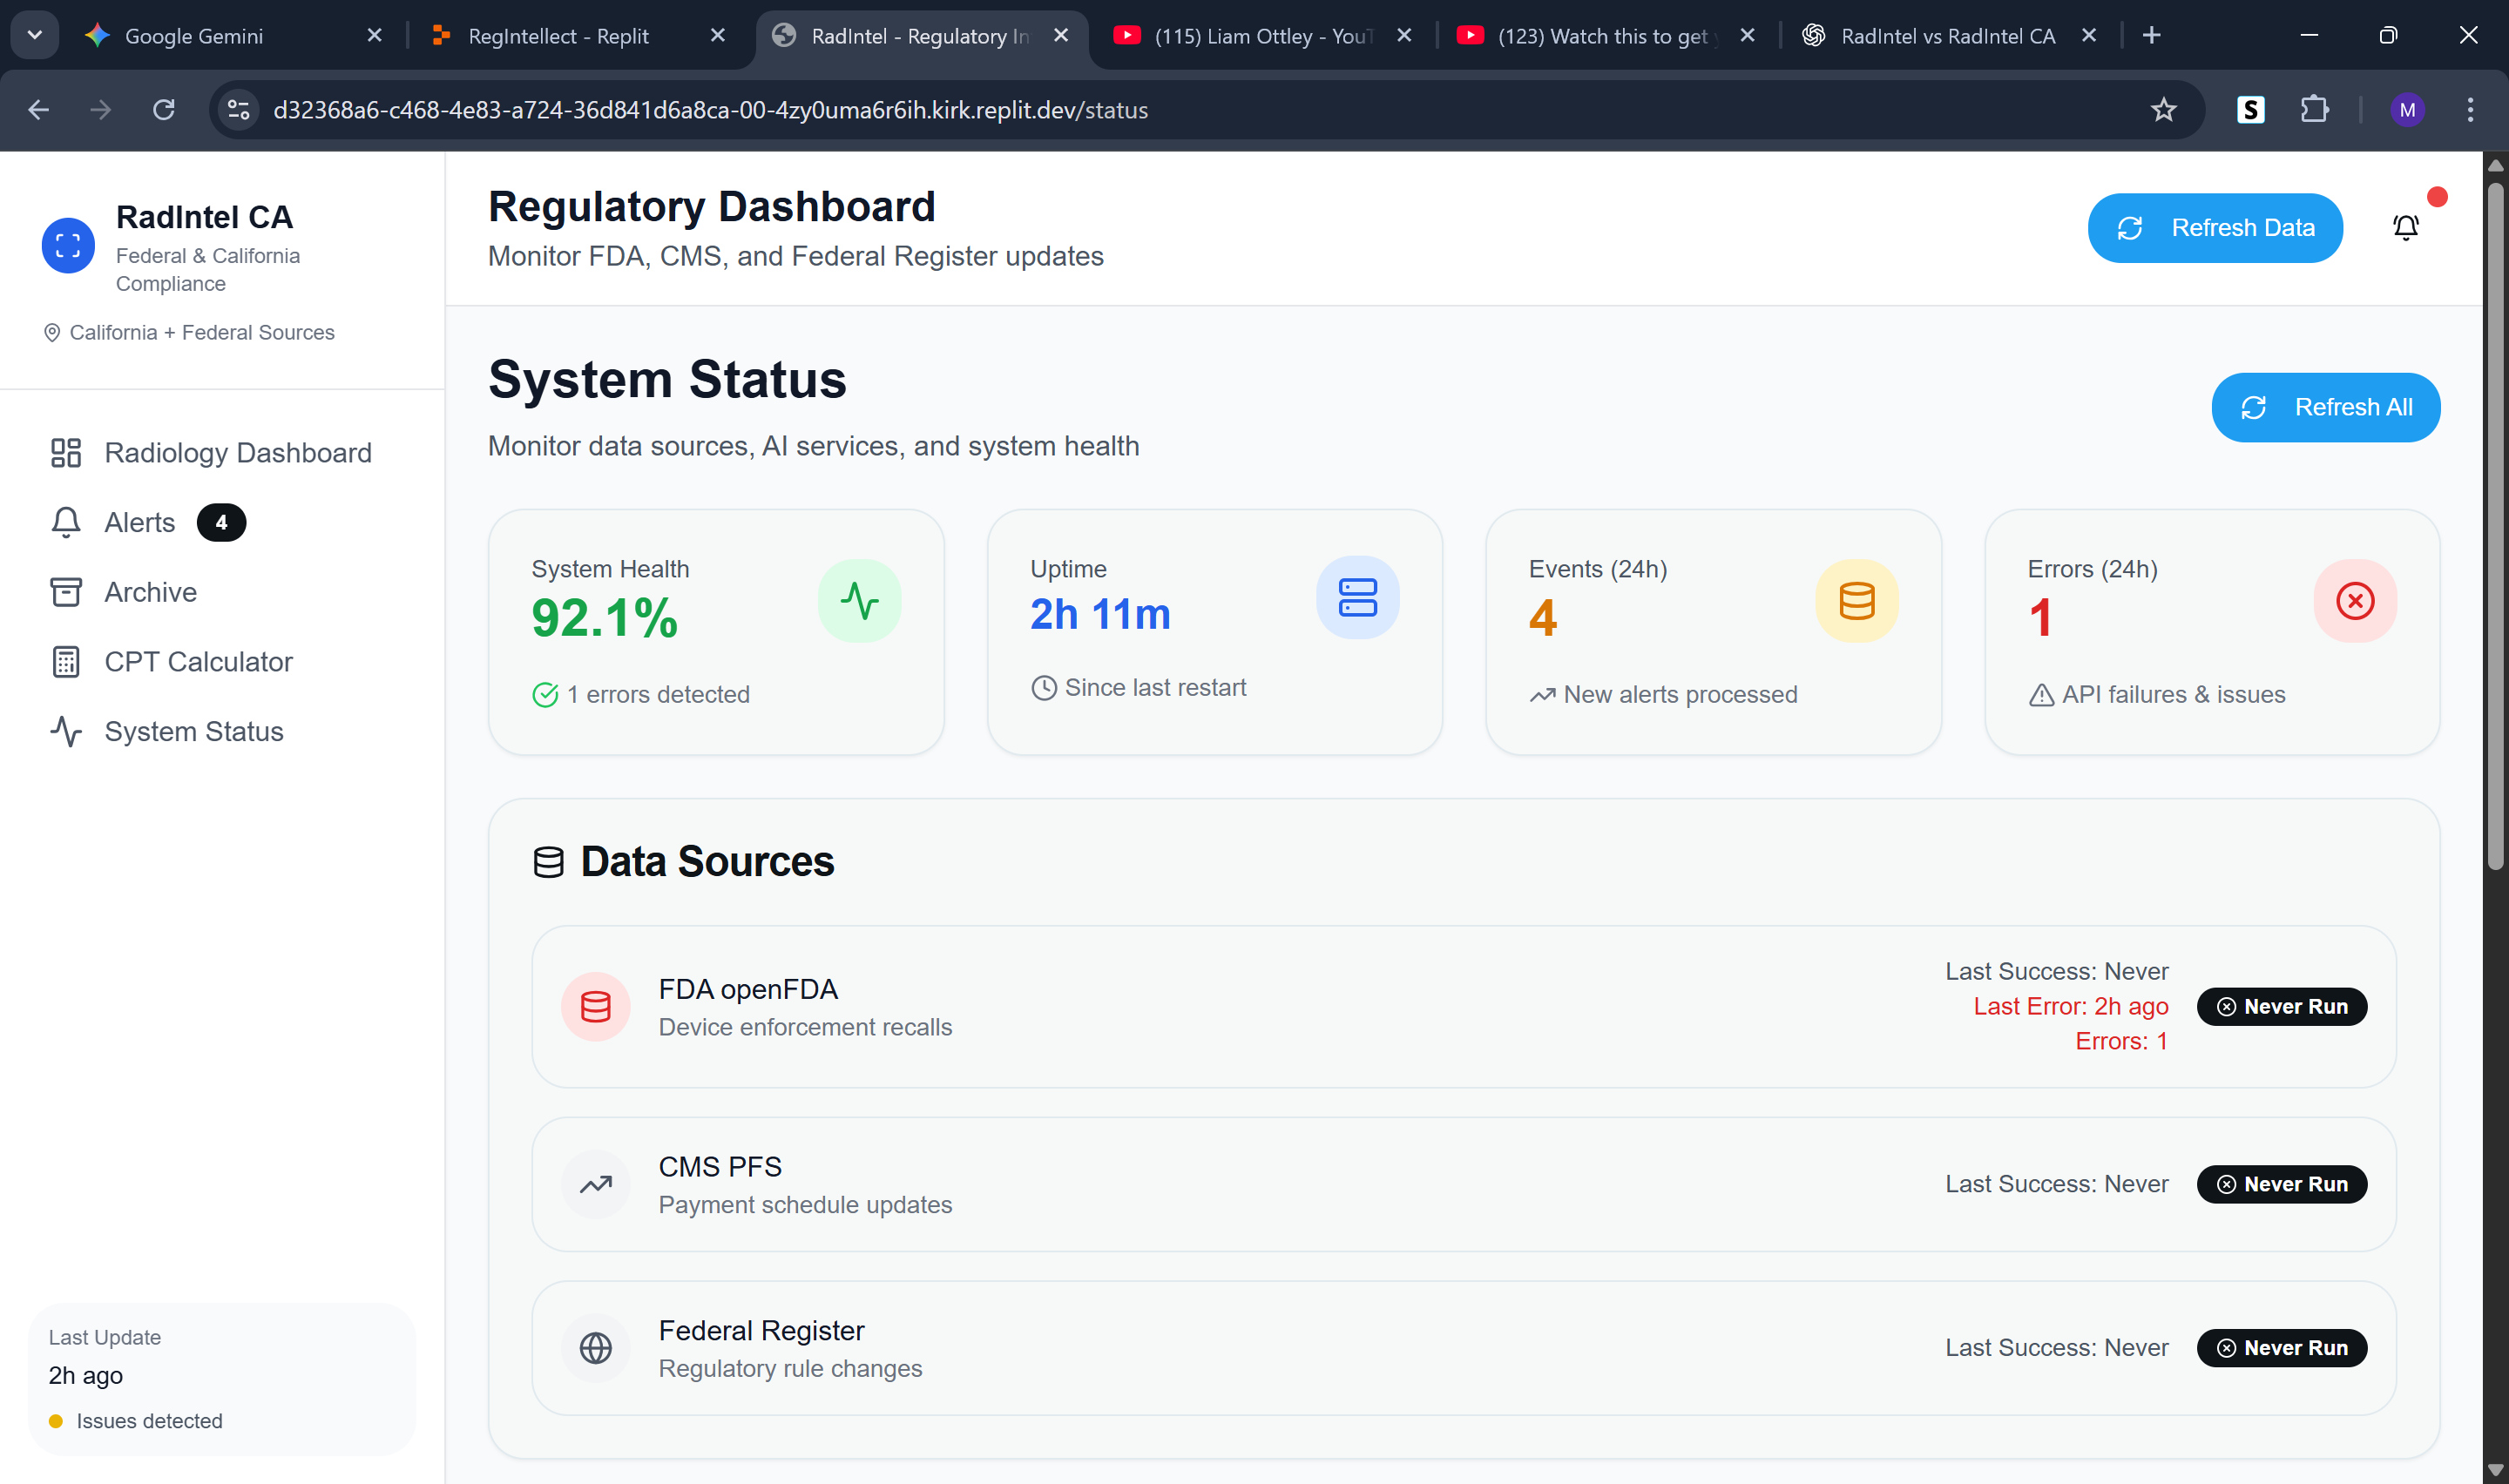 Google Gemini
RegIntellect - Replit
RadIntel - Regulatory In
(115) Liam Ottley - YouT
(123) Watch this to get
RadIntel vs RadIntel CA
d32368a6-c468-4e83-a724-36d841d6a8ca-00-4zy0uma6r6ih.kirk.replit.dev/status
S
M
RadIntel CA
Federal & California
Compliance
California + Federal Sources
Radiology Dashboard
Alerts 4
Archive
CPT Calculator
System Status
Last Update
2h ago
Issues detected
Regulatory Dashboard
Monitor FDA, CMS, and Federal Register updates
Refresh Data
System Status
Monitor data sources, AI services, and system health
Refresh All
System Health
92.1%
1 errors detected
Uptime
2h 11m
Since last restart
Events (24h)
4
New alerts processed
Errors (24h)
1
API failures & issues
Data Sources
FDA openFDA
Device enforcement recalls
Last Success: Never
Last Error: 2h ago
Errors: 1
Never Run
CMS PFS
Payment schedule updates
Last Success: Never
Never Run
Federal Register
Regulatory rule changes
Last Success: Never
Never Run